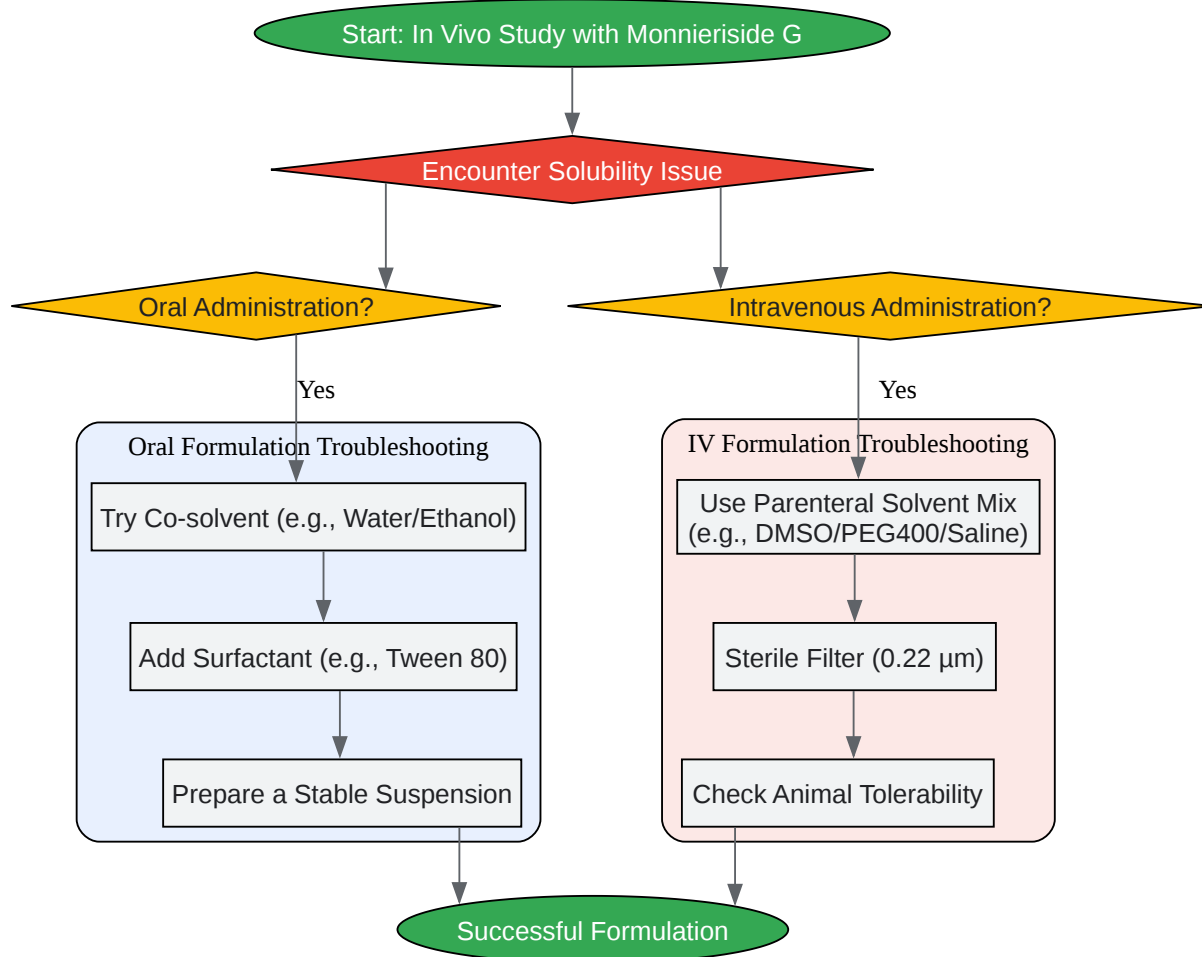 Start: In Vivo Study with Monnieriside G
Encounter Solubility Issue
Oral Administration?
Intravenous Administration?
Yes
Yes
Oral Formulation Troubleshooting
IV Formulation Troubleshooting
Try Co-solvent (e.g., Water/Ethanol)
Use Parenteral Solvent Mix
(e.g., DMSO/PEG400/Saline)
Add Surfactant (e.g., Tween 80)
Sterile Filter (0.22 µm)
Prepare a Stable Suspension
Check Animal Tolerability
Successful Formulation